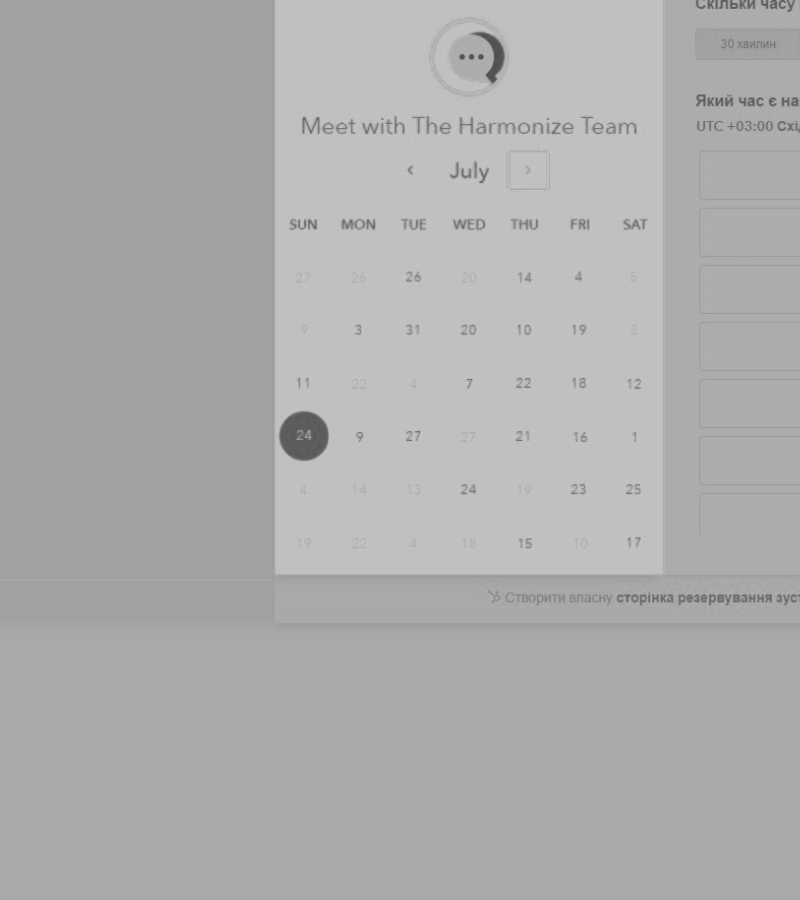 Скільки часу
30 хвилин
Який час є на
UTC +03:00 Схі
Meet with The Harmonize Team
‹ July ›
SUN MON TUE WED THU FRI SAT
27 26 26 20 14 4 5
9 3 31 20 10 19 8
11 22 4 7 22 18 12
24 9 27 27 21 16 1
4 14 13 24 19 23 25
19 22 4 18 15 10 17
Створити власну сторінка резервування зуст